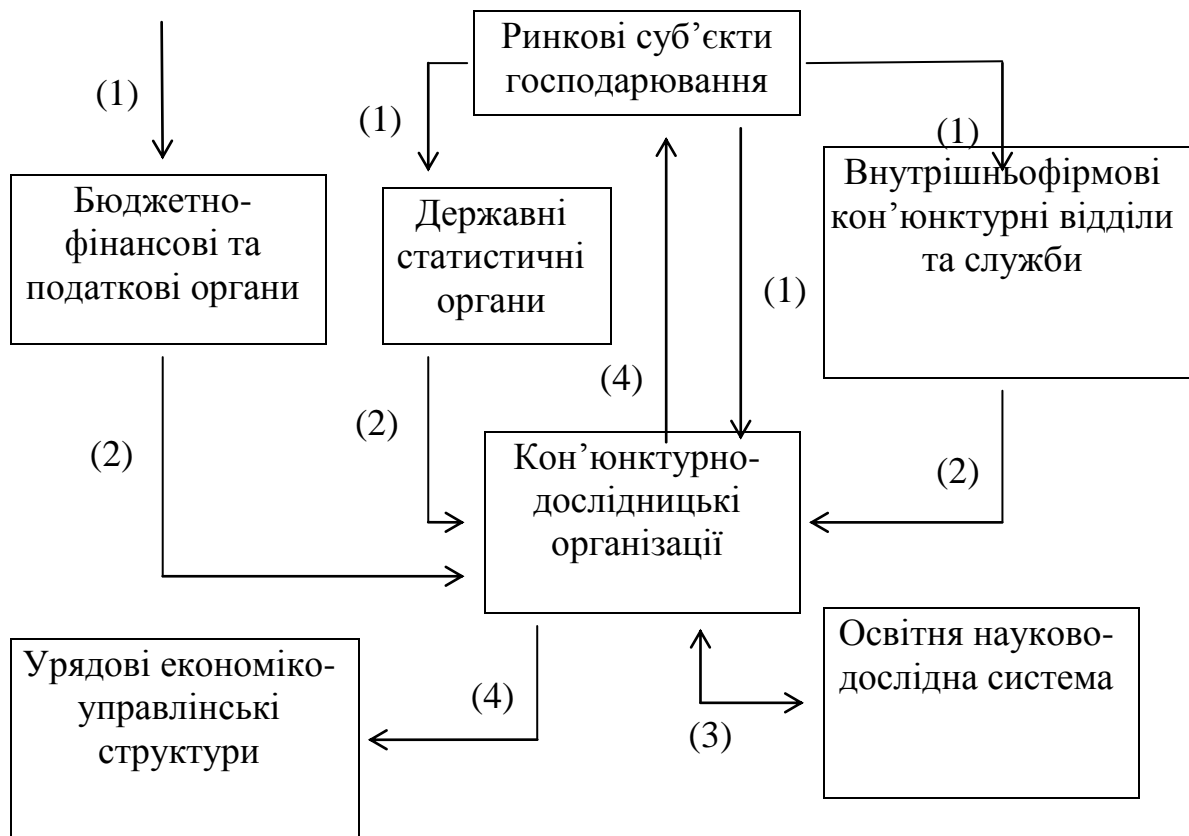 Ринкові суб’єкти
господарювання
(1)
(1)
(1)
Бюджетно-
фінансові та
податкові органи
Державні
статистичні
органи
Внутрішньофірмові
кон’юнктурні відділи
та служби
(1)
(4)
(2)
(2)
(2)
Кон’юнктурно-
дослідницькі
організації
Урядові економіко-
управлінські
структури
(4)
(3)
Освітня науково-
дослідна система